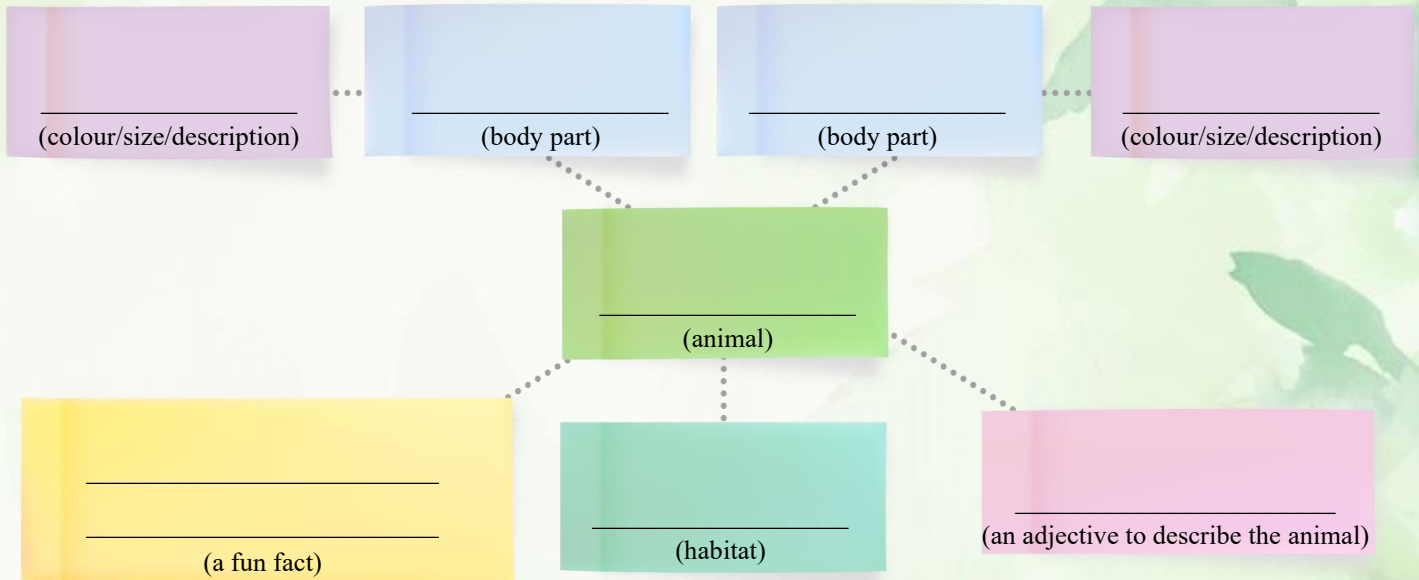 (colour/size/description)
(body part)
(body part)
(colour/size/description)
(animal)
(a fun fact)
(habitat)
(an adjective to describe the animal)